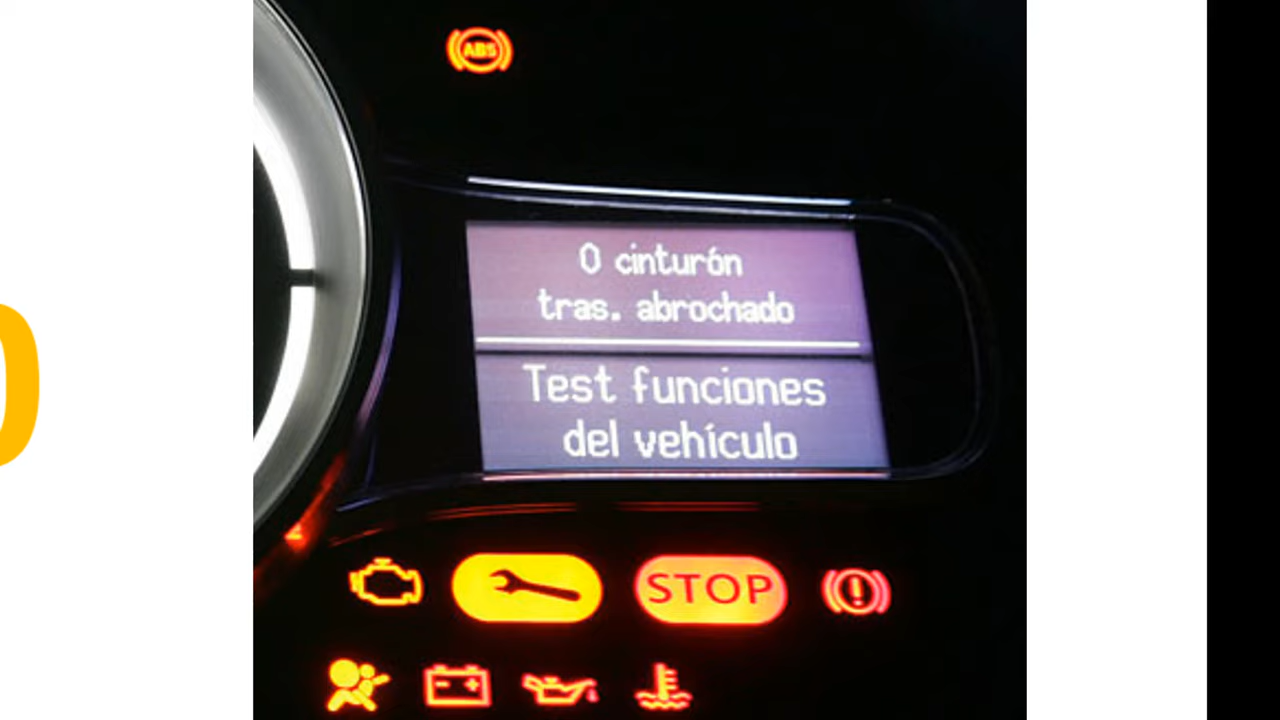 ABS
0 cinturón
tras. abrochado
Test funciones
del vehículo
STOP